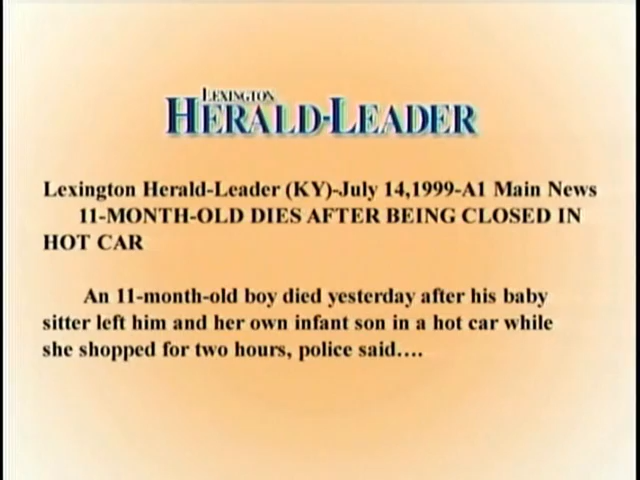 LEXINGTON
HERALD-LEADER
Lexington Herald-Leader (KY)-July 14,1999-A1 Main News
11-MONTH-OLD DIES AFTER BEING CLOSED IN
HOT CAR
An 11-month-old boy died yesterday after his baby
sitter left him and her own infant son in a hot car while
she shopped for two hours, police said….